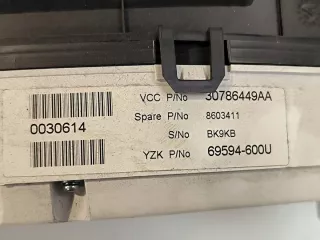 VCC P/No 30786449AA
Spare P/No 8603411
S/No BK9KB
YZK P/No 69594-600U
0030614